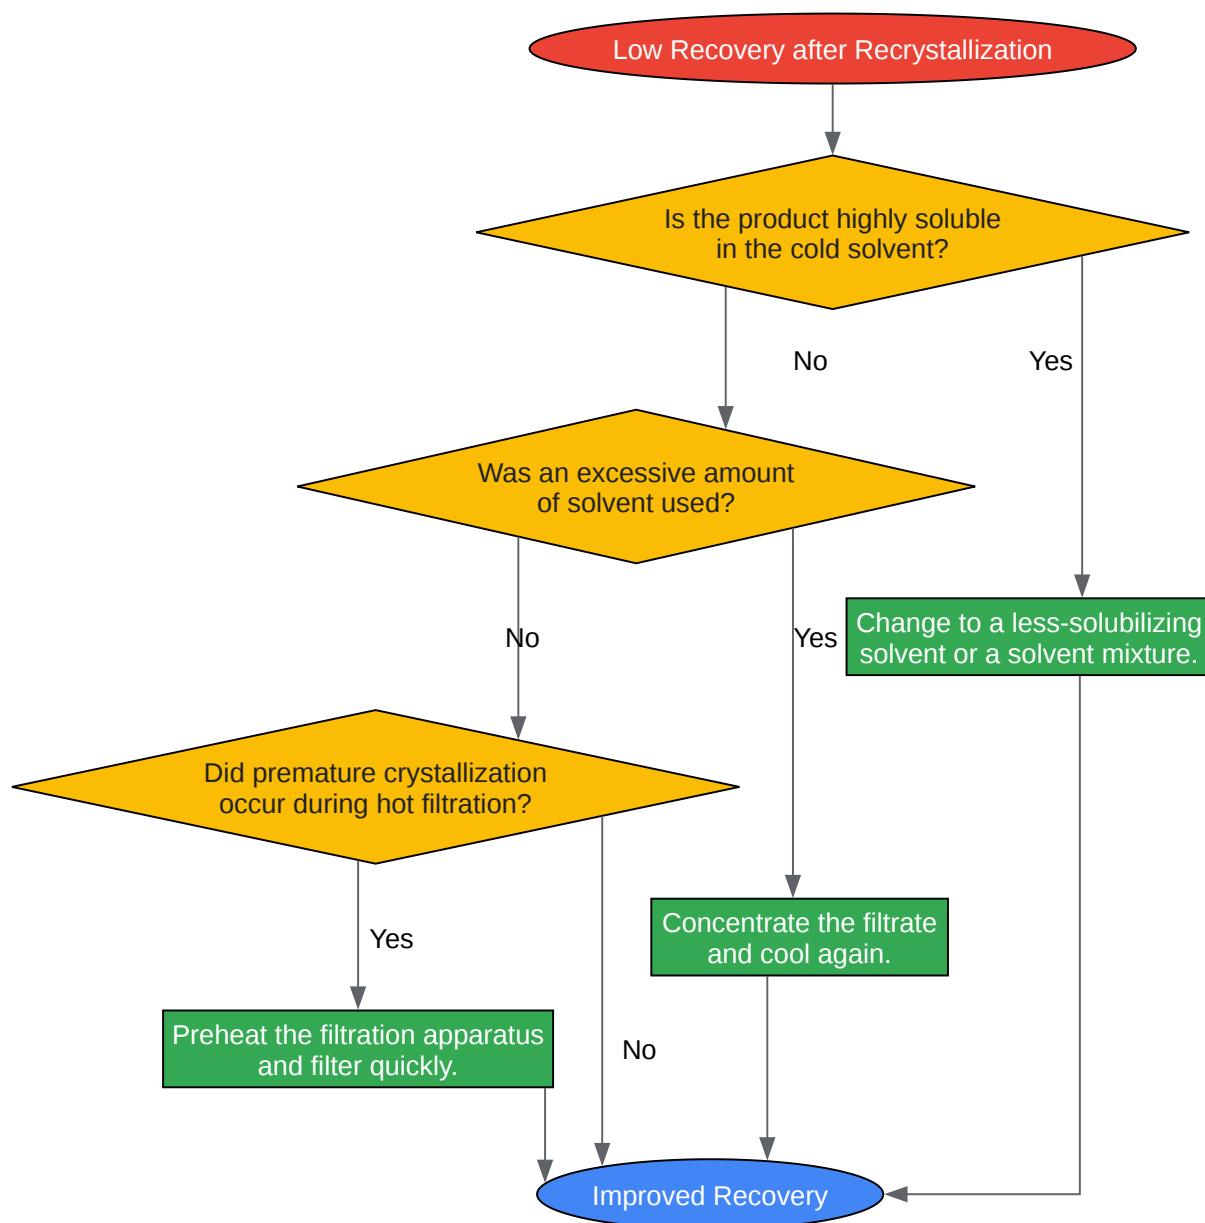 Low Recovery after Recrystallization
Is the product highly soluble
in the cold solvent?
No
Yes
Was an excessive amount
of solvent used?
Change to a less-solubilizing
solvent or a solvent mixture.
No
Yes
Did premature crystallization
occur during hot filtration?
Concentrate the filtrate
and cool again.
Yes
Preheat the filtration apparatus
and filter quickly.
No
Improved Recovery